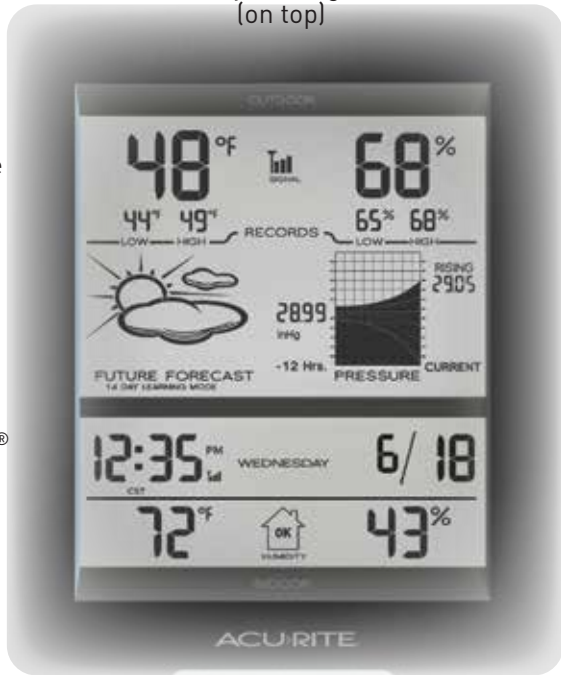 (on top)
OUTDOOR
48°F 68%
SIGNAL
44°F 49°F 65% 68%
LOW HIGH RECORDS LOW HIGH
RISING
29.05
28.99
inHg
-12 Hrs. PRESSURE CURRENT
FUTURE FORECAST
14 DAY LEARNING MODE
®
12:35 PM WEDNESDAY 6/18
CST
72°F OK 43%
HUMIDITY
INDOOR
ACU RITE